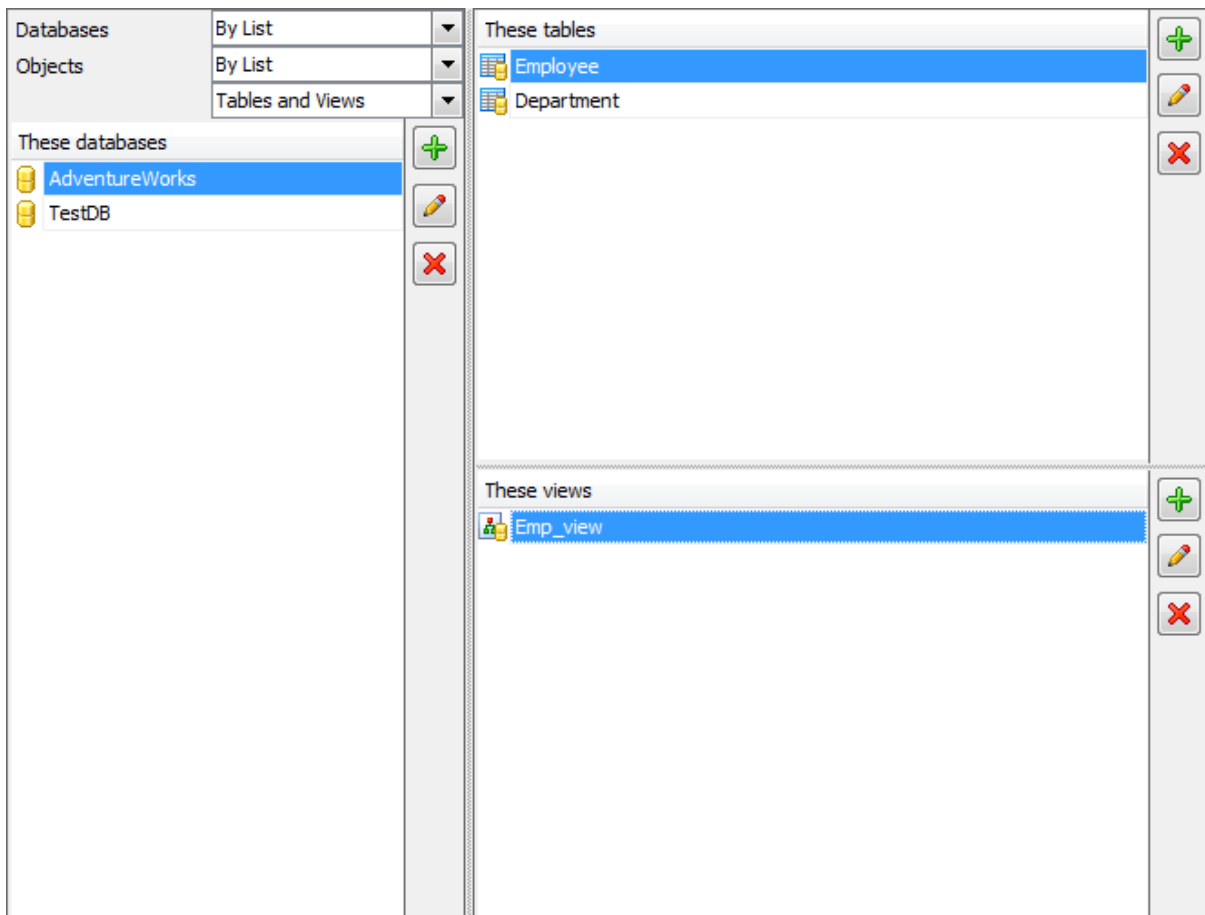 Databases
By List
Objects
By List
Tables and Views
These databases
AdventureWorks
TestDB
These tables
Employee
Department
These views
Emp_view